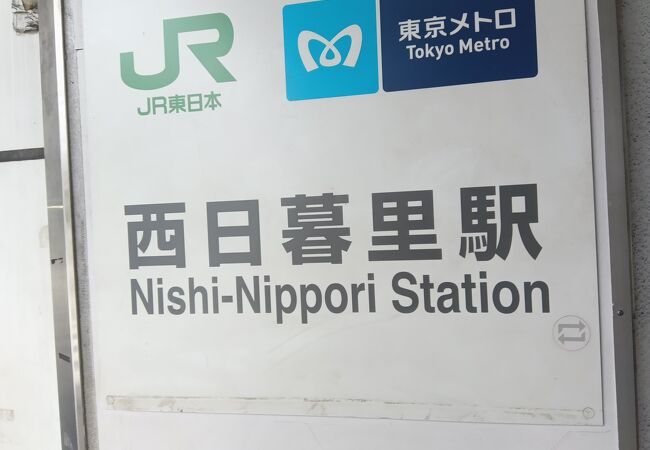 JR
JR東日本
東京メトロ
Tokyo Metro
西日暮里駅
Nishi-Nippori Station